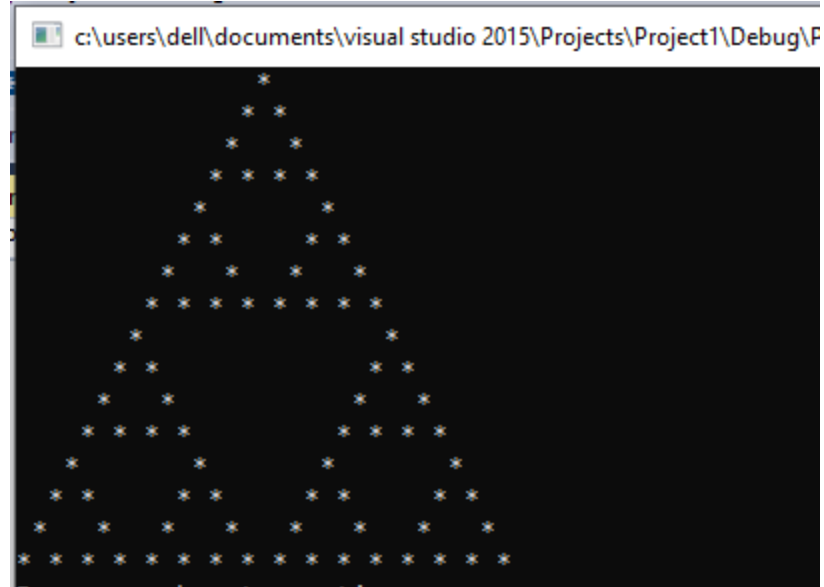 c:\users\dell\documents\visual studio 2015\Projects\Project1\Debug\P
               *
              * *
             *   *
            * * * *
           *       *
          * *     * *
         *   *   *   *
        * * * * * * * *
       *               *
      * *             * *
     *   *           *   *
    * * * *         * * * *
   *       *       *       *
  * *     * *     * *     * *
 *   *   *   *   *   *   *   *
* * * * * * * * * * * * * * * *